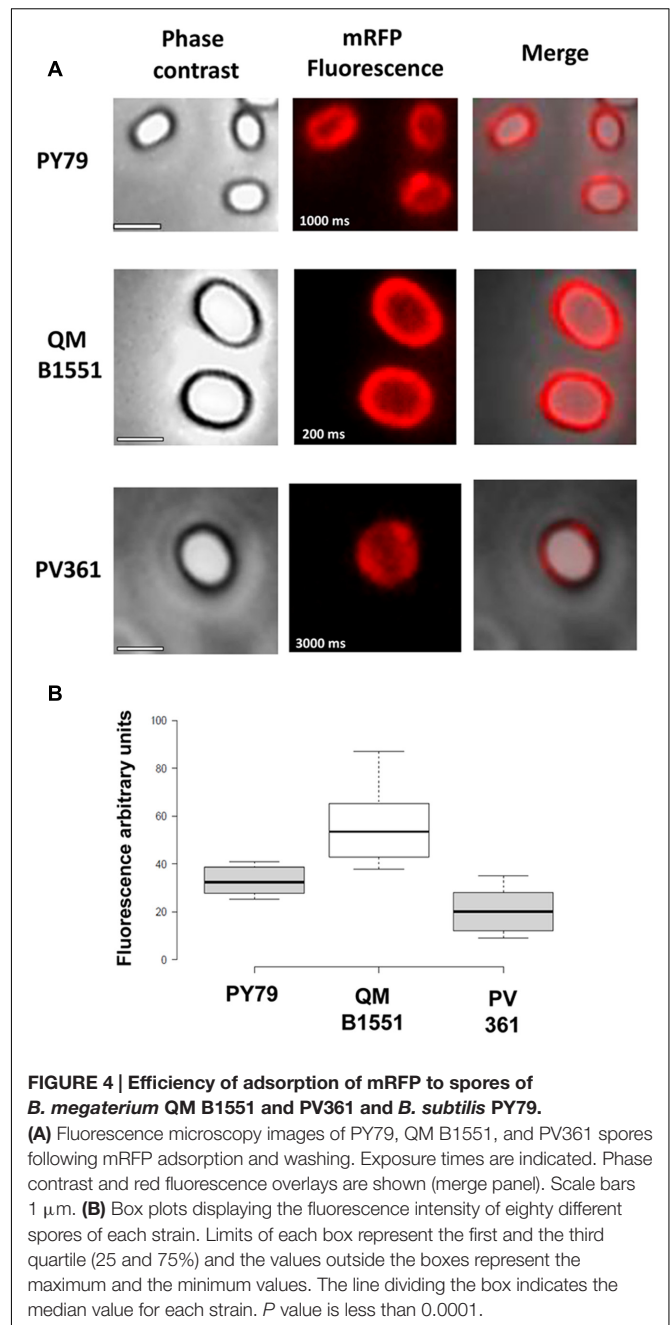 A
Phase
contrast
mRFP
Fluorescence
Merge
PY79
1000 ms
QM
B1551
200 ms
PV361
3000 ms
B
Fluorescence arbitrary units
100
80
60
40
20
0
PY79
QM
B1551
PV
361
FIGURE 4 | Efficiency of adsorption of mRFP to spores of
B. megaterium QM B1551 and PV361 and B. subtilis PY79.
(A) Fluorescence microscopy images of PY79, QM B1551, and PV361 spores
following mRFP adsorption and washing. Exposure times are indicated. Phase
contrast and red fluorescence overlays are shown (merge panel). Scale bars
1 μm. (B) Box plots displaying the fluorescence intensity of eighty different
spores of each strain. Limits of each box represent the first and the third
quartile (25 and 75%) and the values outside the boxes represent the
maximum and the minimum values. The line dividing the box indicates the
median value for each strain. P value is less than 0.0001.